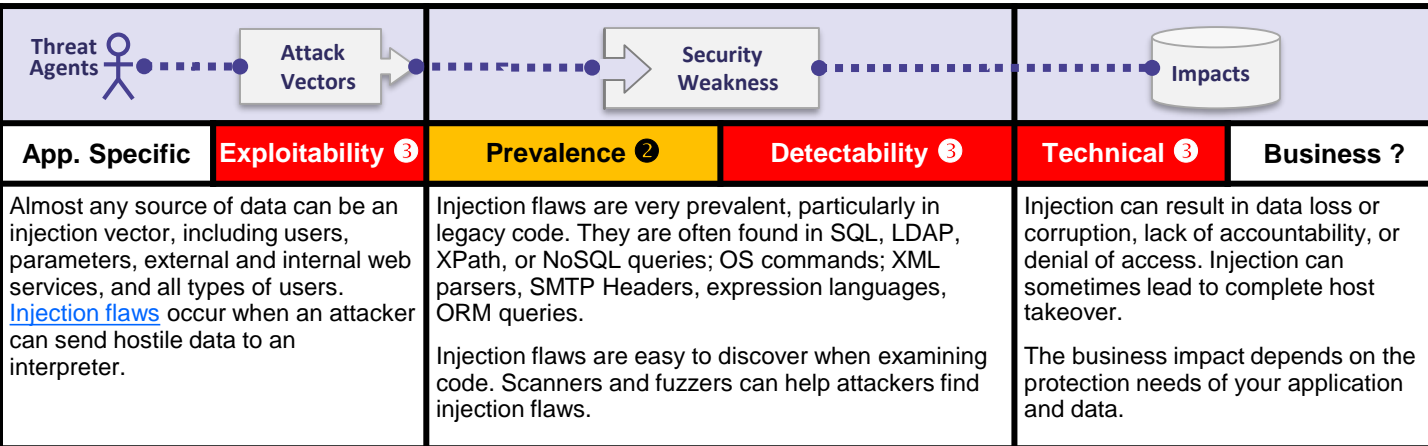 Threat
Agents
Attack
Vectors
Security
Weakness
Impacts
App. Specific
Exploitability ❸
Prevalence ❷
Detectability ❸
Technical ❸
Business ?
Almost any source of data can be an
injection vector, including users,
parameters, external and internal web
services, and all types of users.
Injection flaws occur when an attacker
can send hostile data to an
interpreter.
Injection flaws are very prevalent, particularly in
legacy code. They are often found in SQL, LDAP,
XPath, or NoSQL queries; OS commands; XML
parsers, SMTP Headers, expression languages,
ORM queries.
Injection flaws are easy to discover when examining
code. Scanners and fuzzers can help attackers find
injection flaws.
Injection can result in data loss or
corruption, lack of accountability, or
denial of access. Injection can
sometimes lead to complete host
takeover.
The business impact depends on the
protection needs of your application
and data.